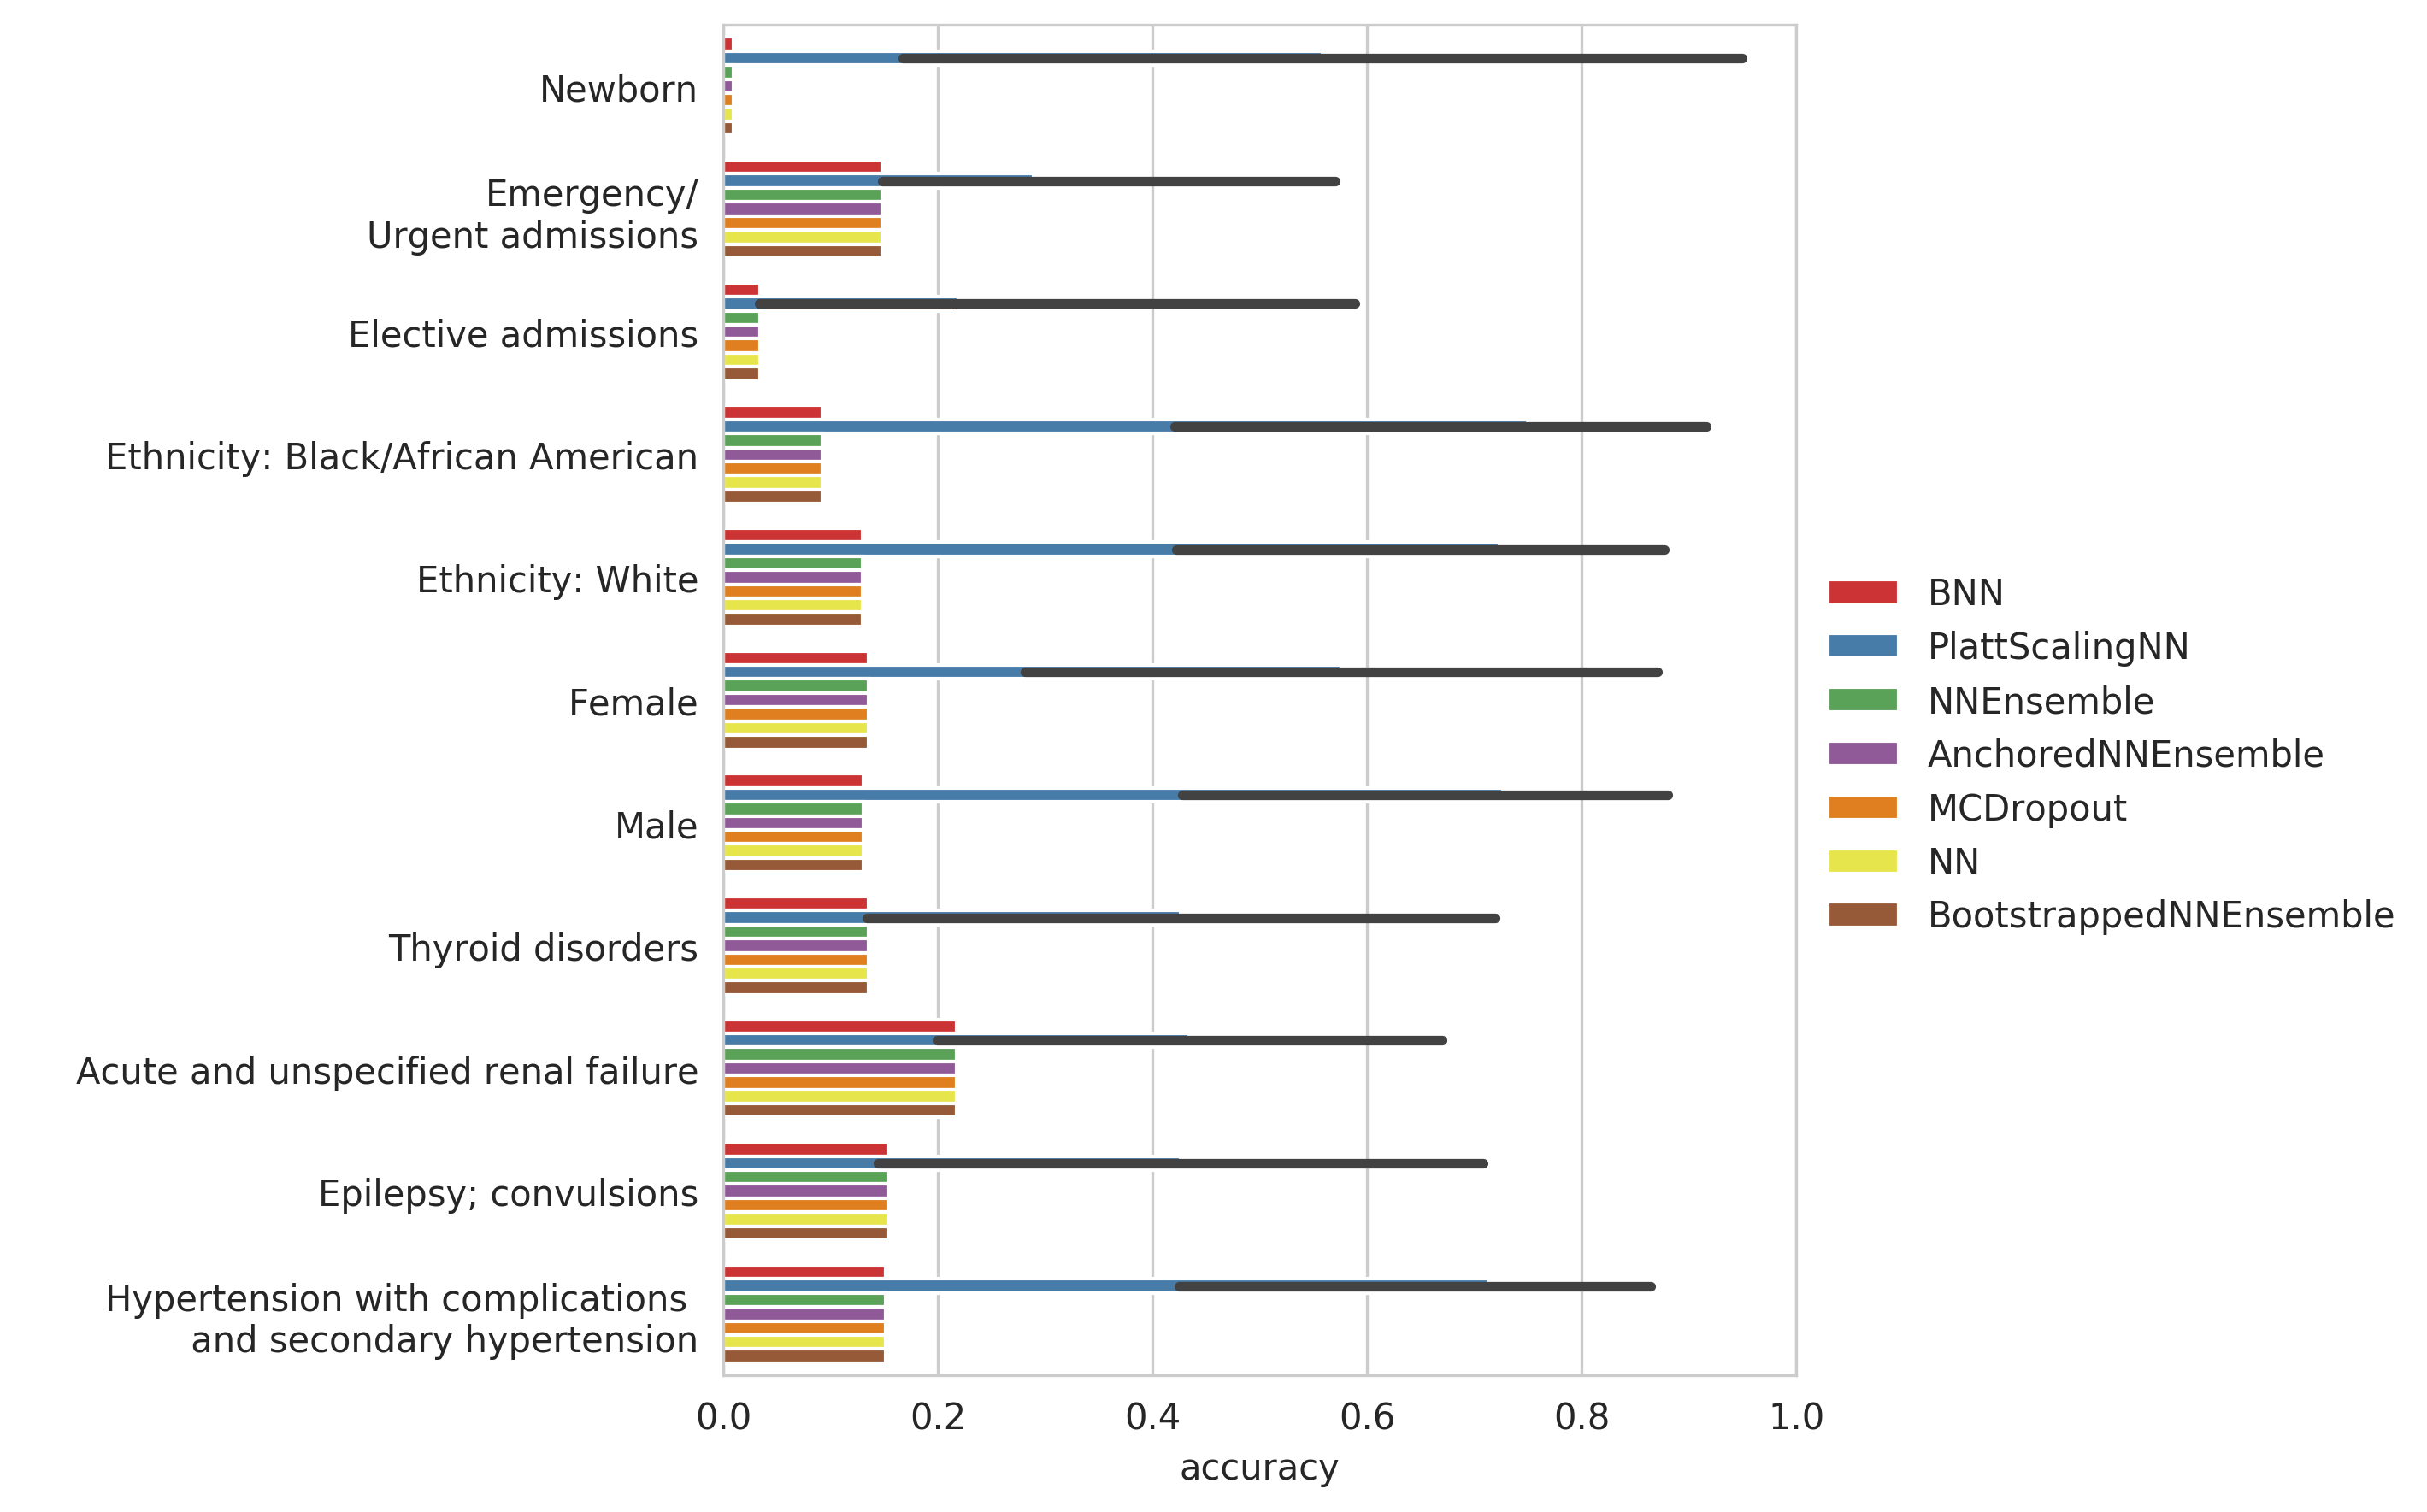 Newborn
Emergency/
Urgent admissions
Elective admissions
Ethnicity: Black/African American
Ethnicity: White
Female
Male
Thyroid disorders
Acute and unspecified renal failure
Epilepsy; convulsions
Hypertension with complications
and secondary hypertension
0.0 0.2 0.4 0.6 0.8 1.0
accuracy
BNN
PlattScalingNN
NNEnsemble
AnchoredNNEnsemble
MCDropout
NN
BootstrappedNNEnsemble